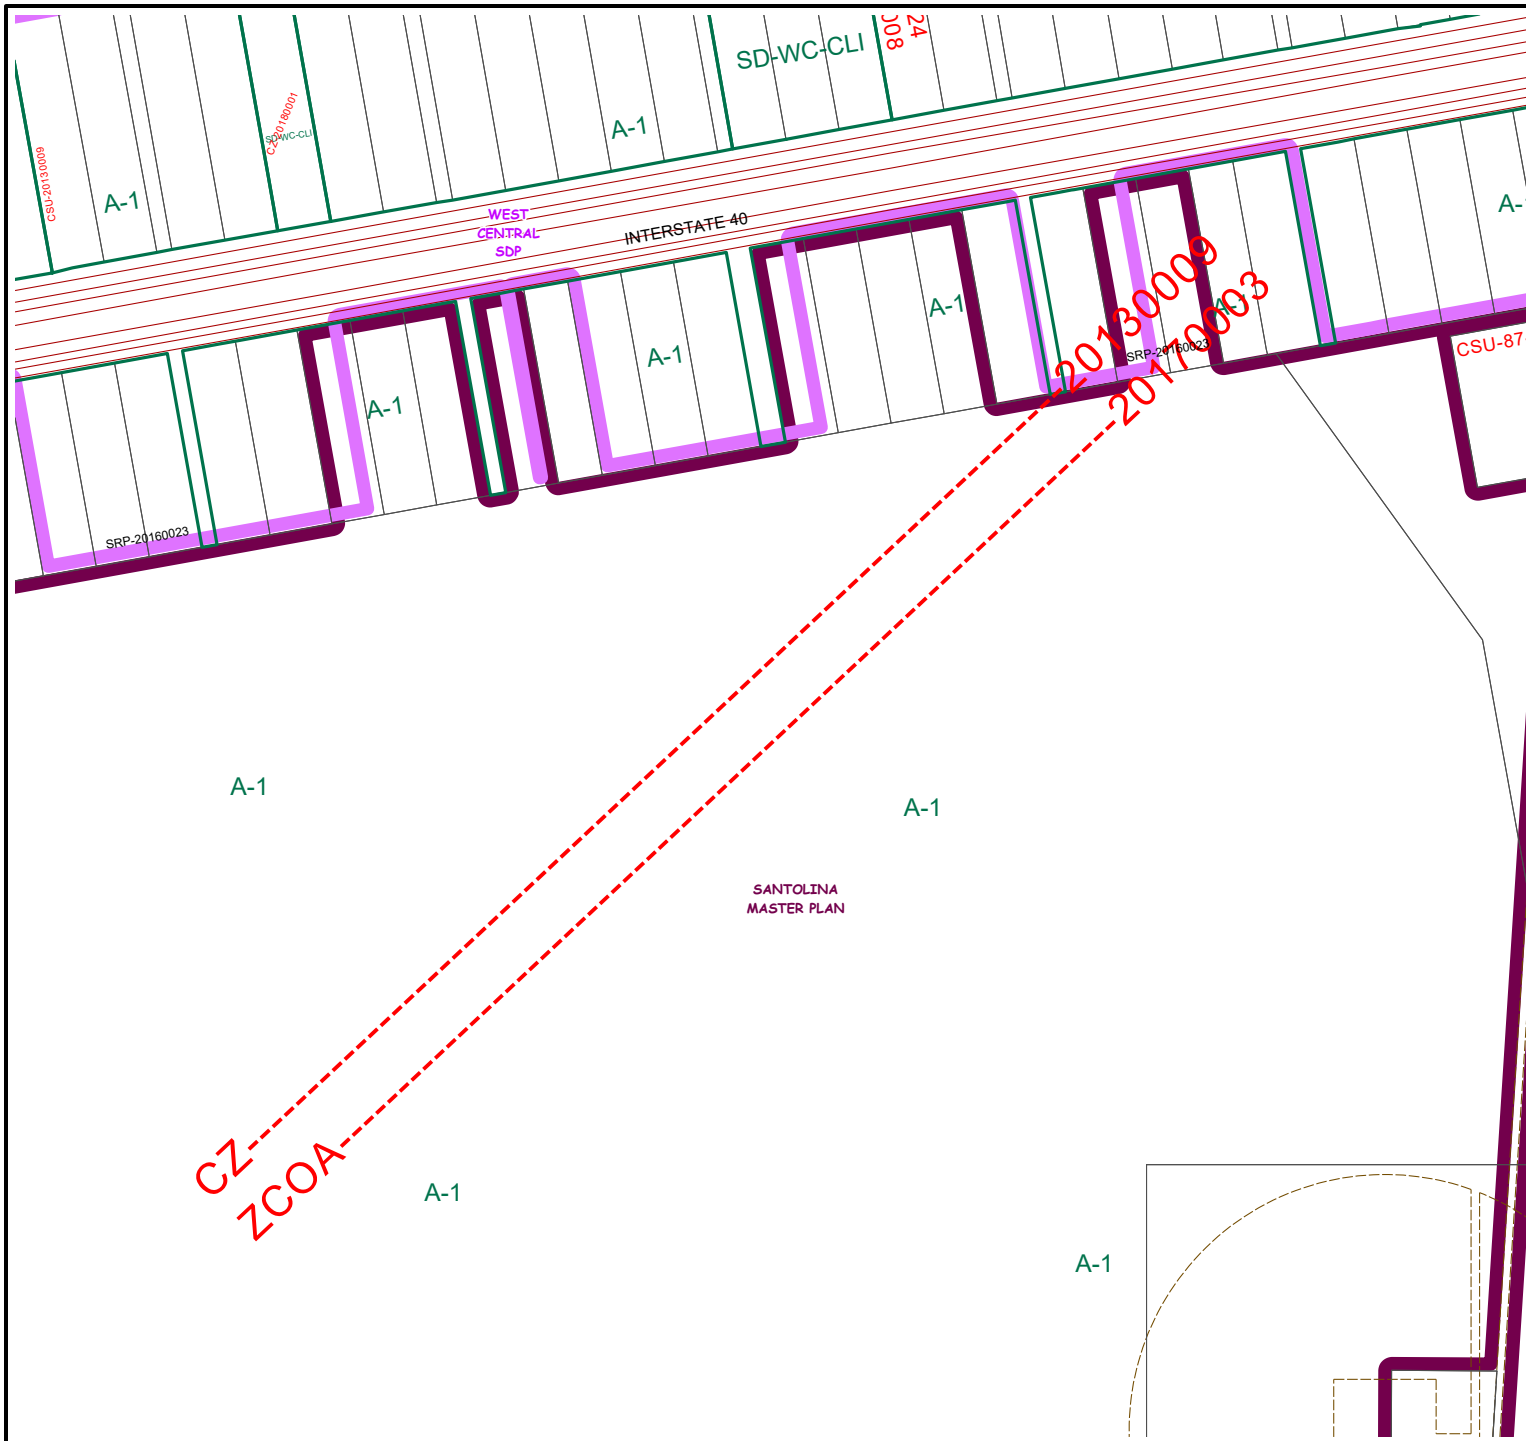 SD-WC-CLI
CZ-20180001
SD-WC-CLI
A-1
CSU-20130009
A-1
WEST
CENTRAL
SDP
INTERSTATE 40
A-1
A-1
A-1
SRP-20160023
SRP-20160023
CSU-87
CZ
-20130009
ZCOA
-20170003
A-1
A-1
SANTOLINA
MASTER PLAN
A-1
A-1